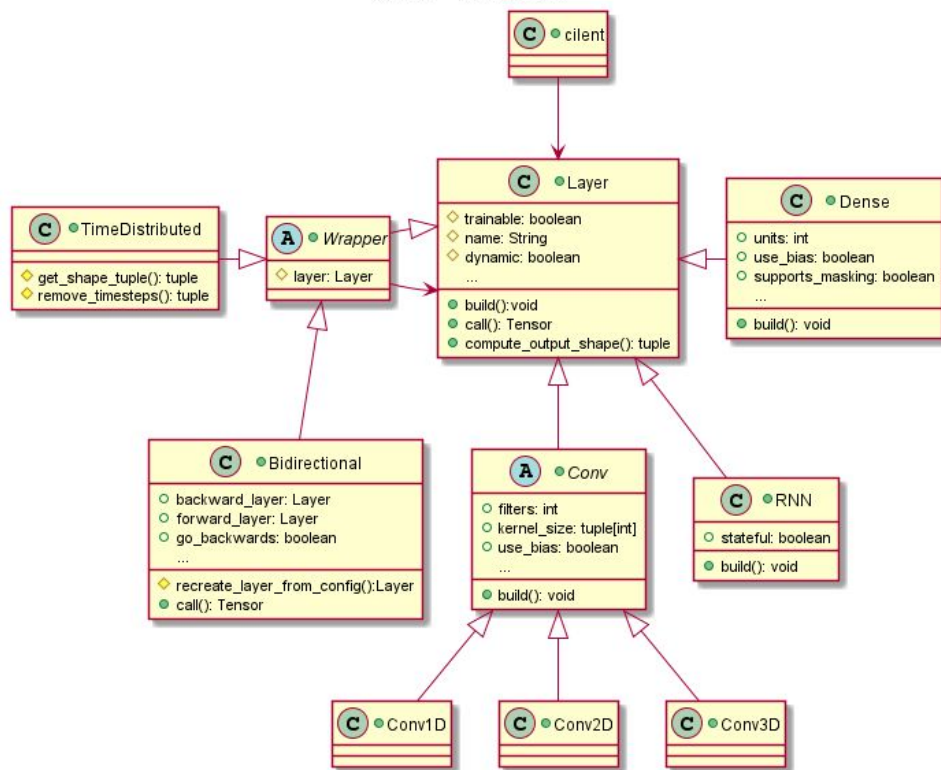 C cilent
C Layer
trainable: boolean
name: String
dynamic: boolean
...
build():void
call(): Tensor
compute_output_shape(): tuple
C Dense
units: int
use_bias: boolean
supports_masking: boolean
...
build(): void
C TimeDistributed
get_shape_tuple(): tuple
remove_timesteps(): tuple
A Wrapper
layer: Layer
C Bidirectional
backward_layer: Layer
forward_layer: Layer
go_backwards: boolean
...
recreate_layer_from_config():Layer
call(): Tensor
A Conv
filters: int
kernel_size: tuple[int]
use_bias: boolean
...
build(): void
C RNN
stateful: boolean
build(): void
C Conv1D
C Conv2D
C Conv3D